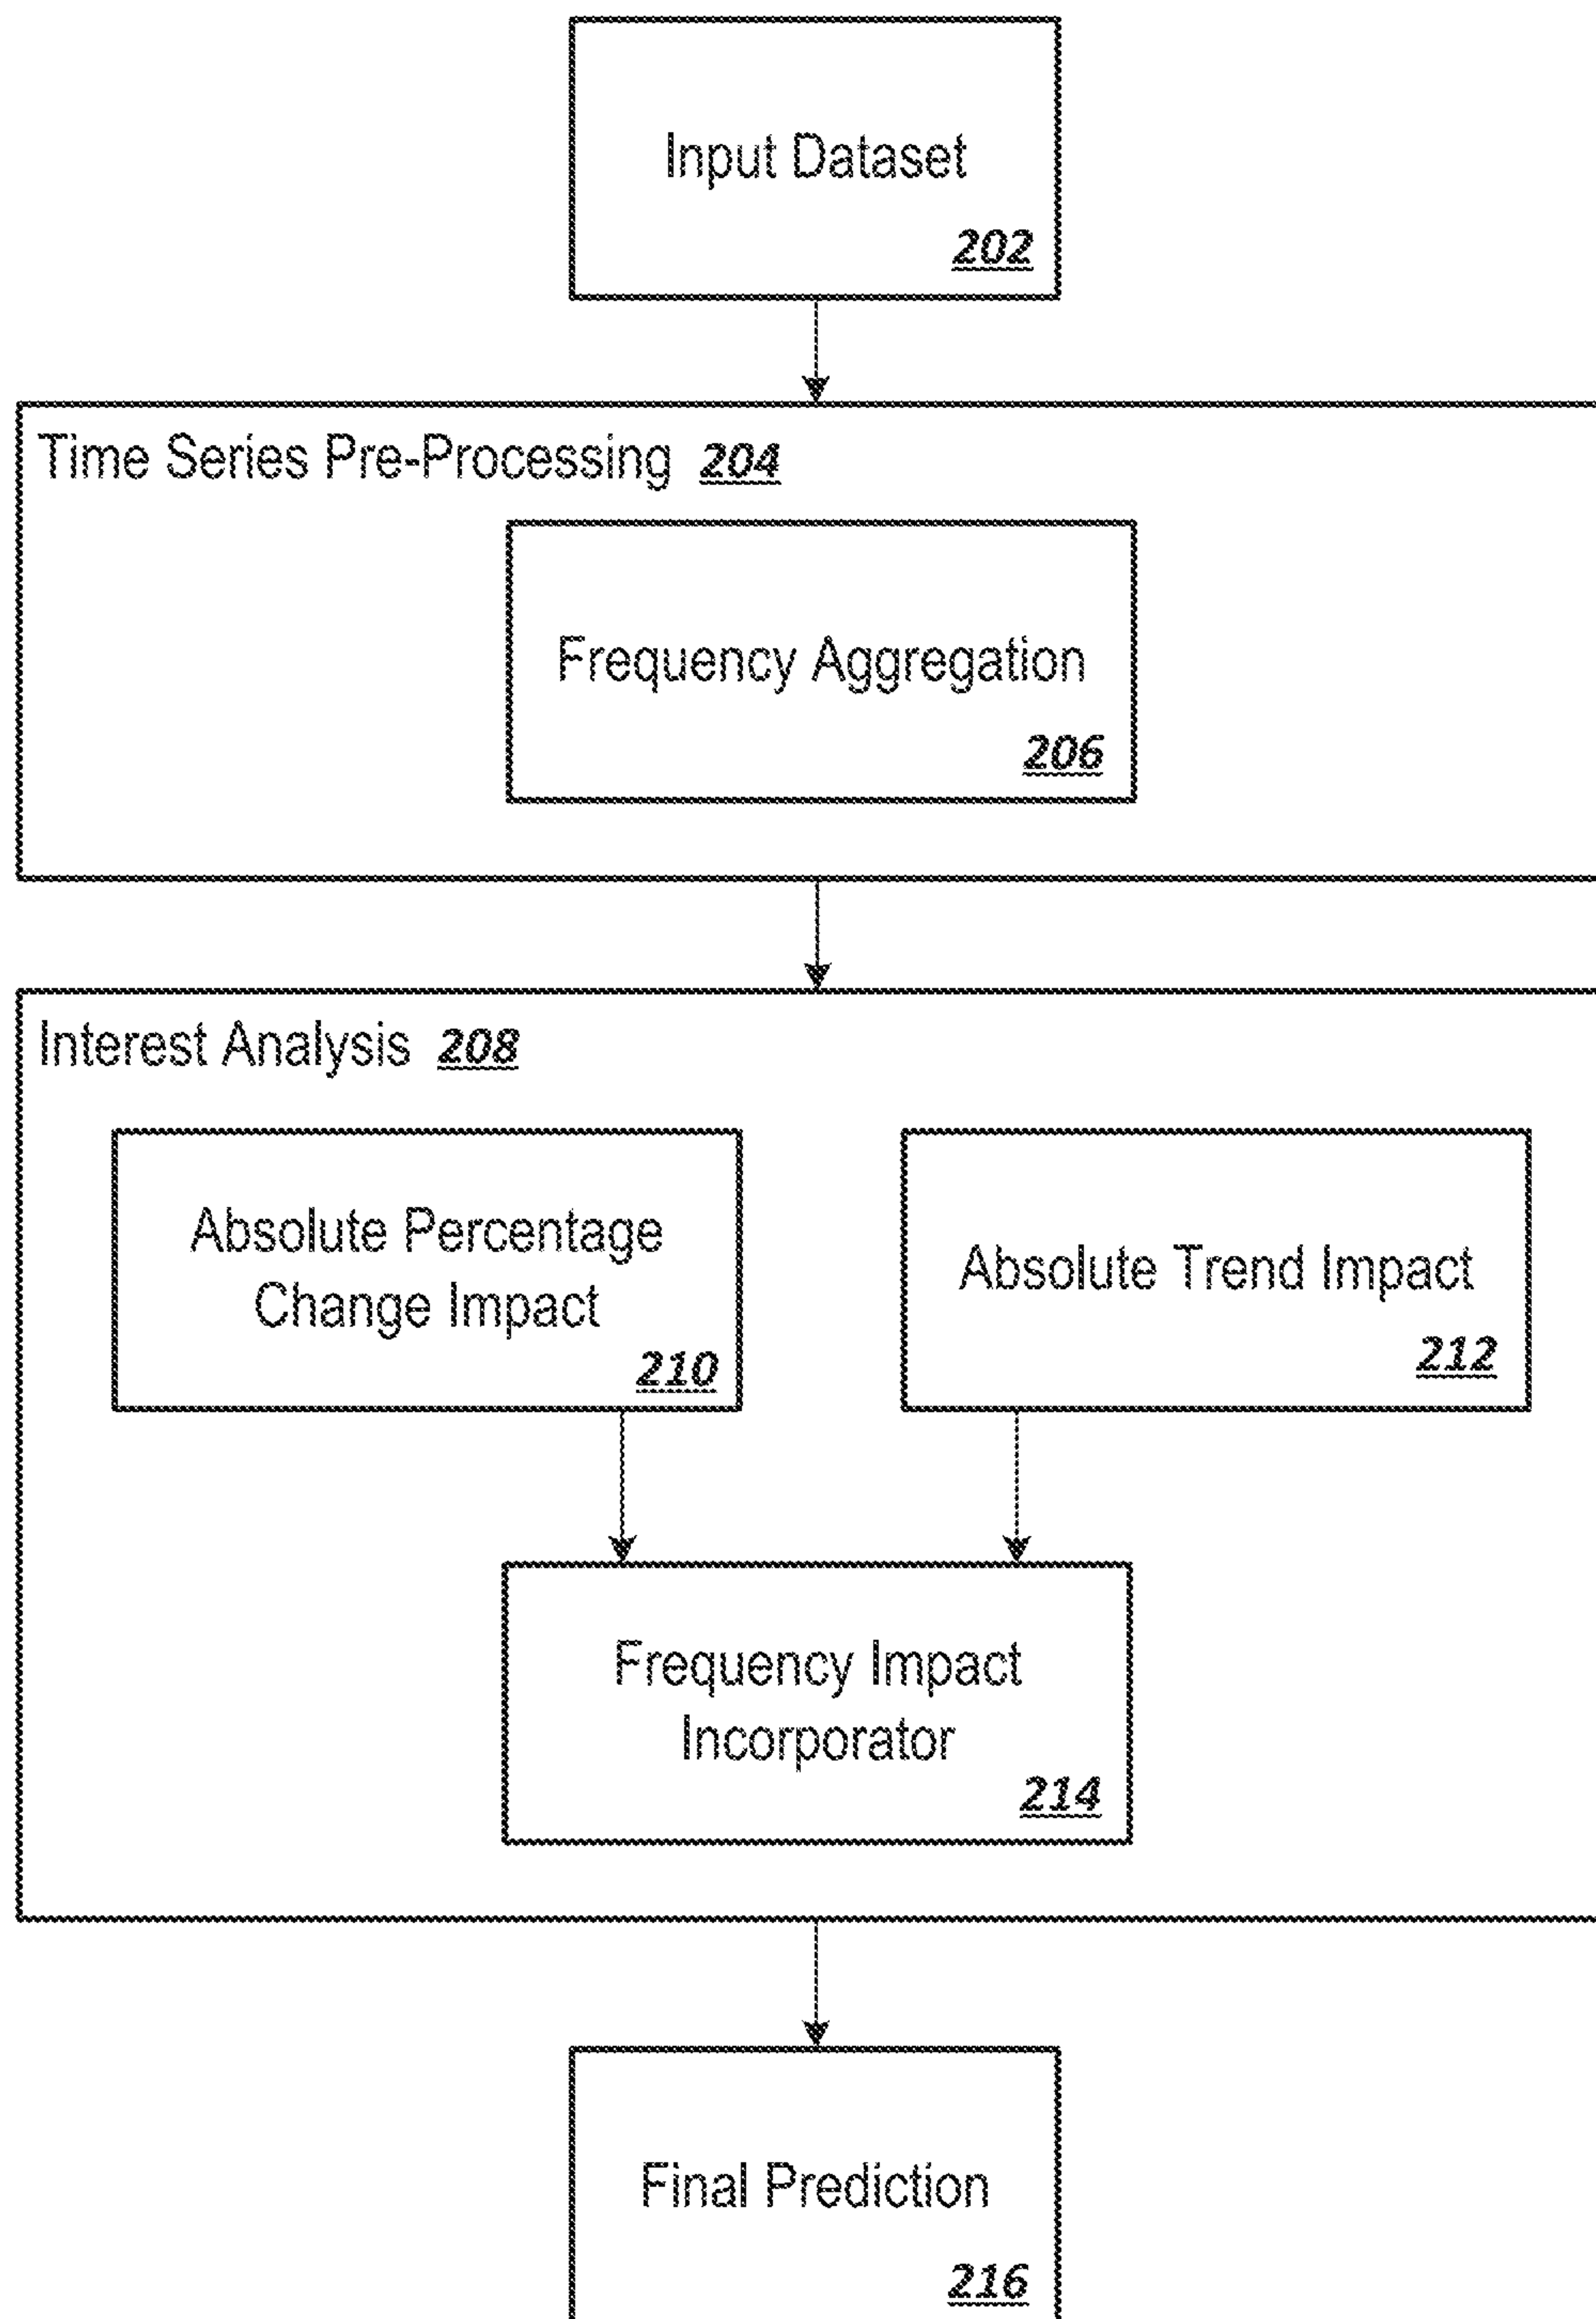 Input Dataset
202
Time Series Pre-Processing 204
Frequency Aggregation
206
Interest Analysis 208
Absolute Percentage
Change Impact
210
Absolute Trend Impact
212
Frequency Impact
Incorporator
214
Final Prediction
216